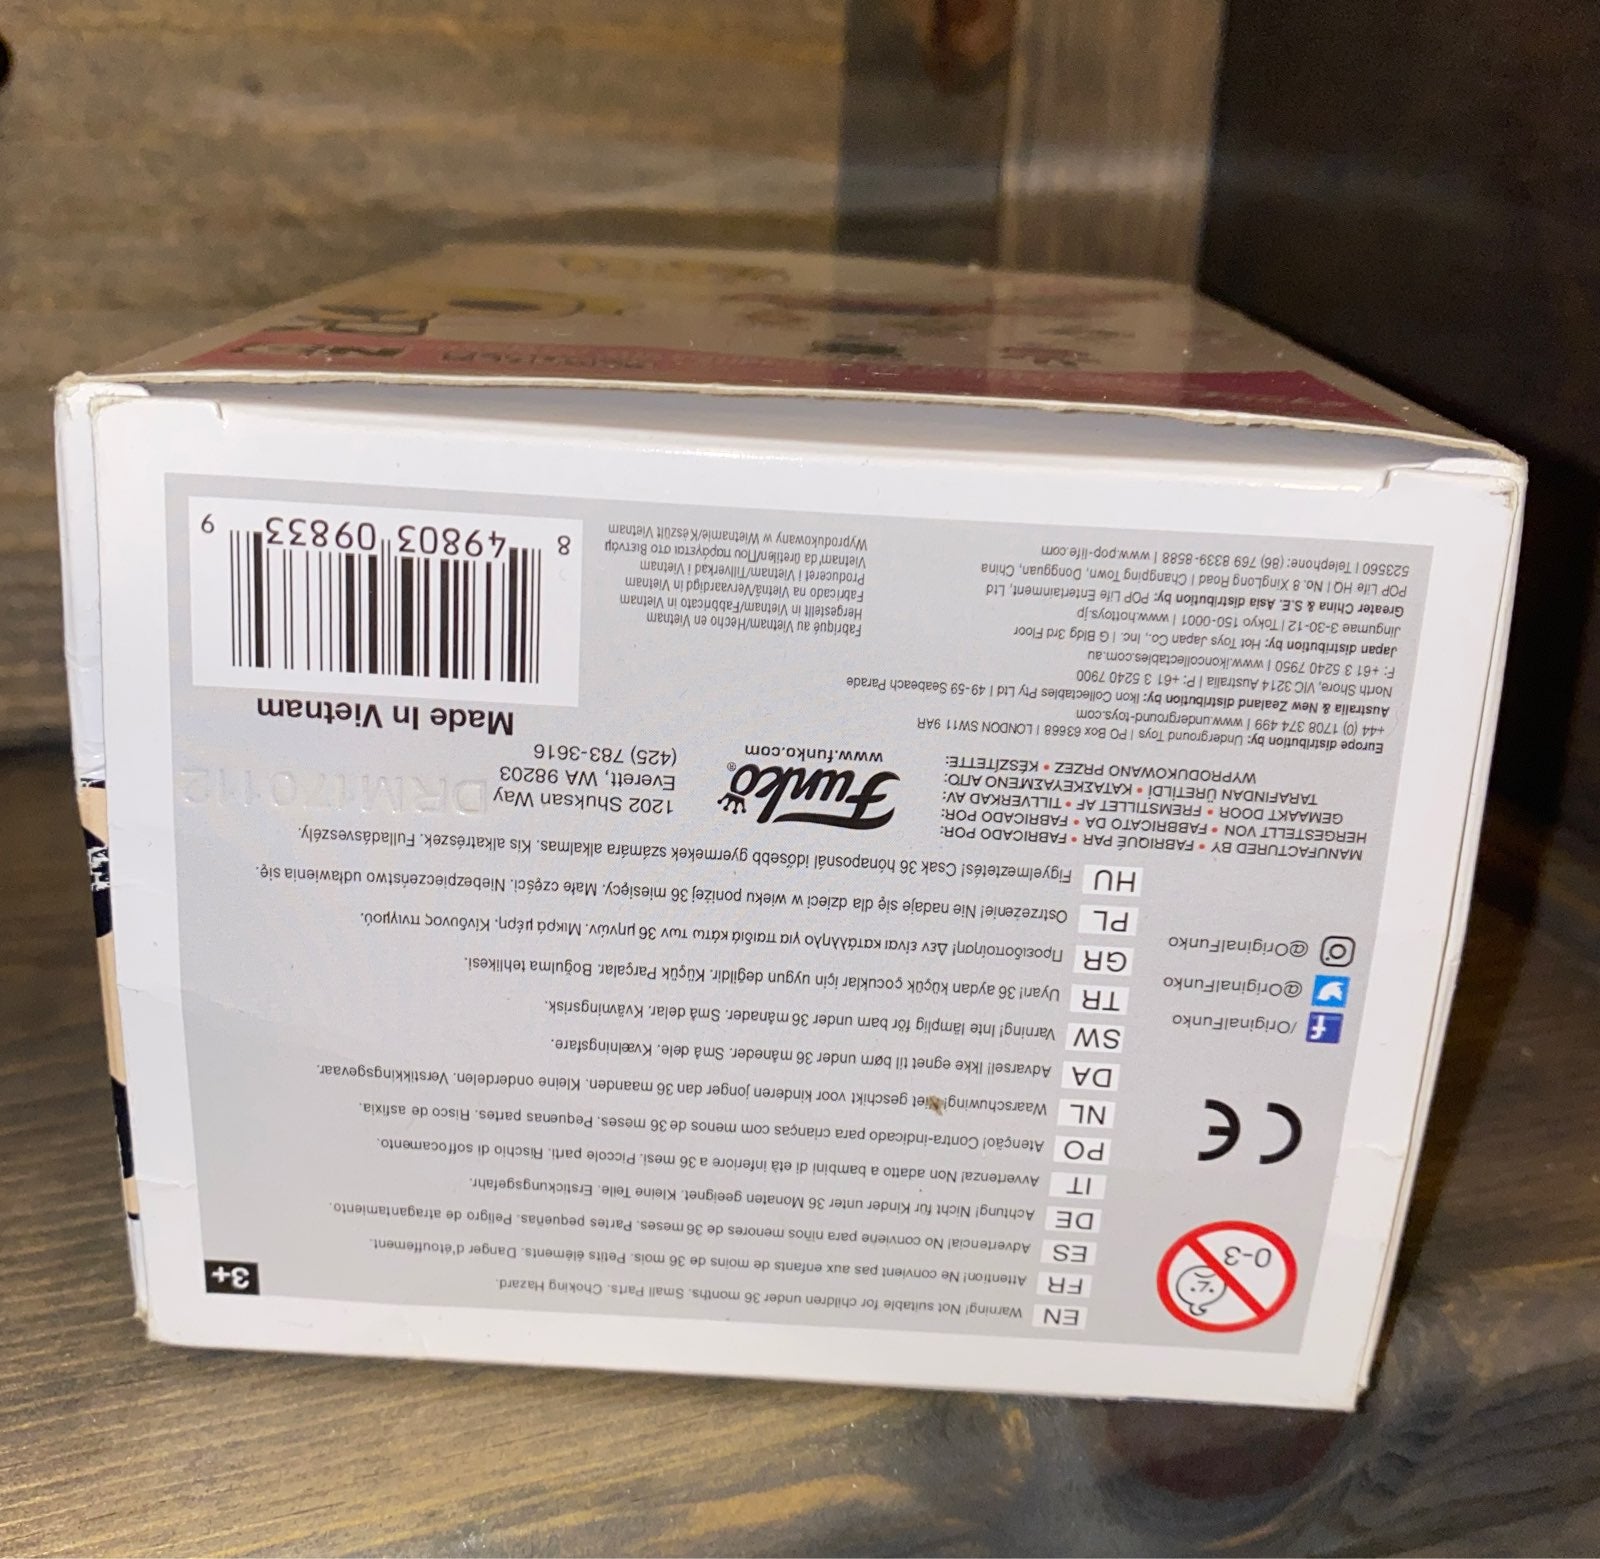 EN Warning! Not suitable for children under 36 months. Small Parts. Choking Hazard.
FR Attention! Ne convient pas aux enfants de moins de 36 mois. Petits éléments. Danger d'étouffement.
ES Advertencia! No conviene para niños menores de 36 meses. Partes pequeñas. Peligro de atragantamiento.
DE Achtung! Nicht für Kinder unter 36 Monaten geeignet. Kleine Teile. Erstickungsgefahr.
IT Avvertenza! Non adatto a bambini di età inferiore a 36 mesi. Piccole parti. Rischio di soffocamento.
PO Atenção! Contra-indicado para crianças com menos de 36 meses. Pequenas partes. Risco de asfixia.
NL Waarschuwing! Niet geschikt voor kinderen jonger dan 36 maanden. Kleine onderdelen. Verstikkingsgevaar.
DA Advarsel! Ikke egnet til børn under 36 måneder. Små dele. Kvælningsfare.
SW Varning! Inte lämplig för barn under 36 månader. Små delar. Kvävningsrisk.
TR Uyarı! 36 aydan küçük çocuklar için uygun değildir. Küçük Parçalar. Boğulma tehlikesi.
GR Προειδοποίηση! Δεν είναι κατάλληλο για παιδιά κάτω των 36 μηνών. Μικρά μέρη. Κίνδυνος πνιγμού.
PL Ostrzeżenie! Nie nadaje się dla dzieci w wieku poniżej 36 miesięcy. Małe części. Niebezpieczeństwo udławienia się.
HU Figyelmeztetés! Csak 36 hónaposnál idősebb gyermekek számára alkalmas. Kis alkatrészek. Fulladásveszély.
3+
0-3
CE
/OriginalFunko
@OriginalFunko
@OriginalFunko
MANUFACTURED BY • FABRIQUÉ PAR • FABRICADO POR:
HERGESTELLT VON • FABBRICATO DA • FABRICADO POR:
GEMAAKT DOOR • FREMSTILLET AF • TILLVERKAD AV:
TARAFINDAN ÜRETİLDİ • ΚΑΤΑΣΚΕΥΑΣΜΕΝΟ ΑΠΟ:
WYPRODUKOWANO PRZEZ • KÉSZÍTETTE:
Funko®
www.funko.com
1202 Shuksan Way
Everett, WA 98203
(425) 783-3616
DRM170112
Europe distribution by: Underground Toys | PO Box 63668 | LONDON SW11 9AR
+44 (0) 1708 374 499 | www.underground-toys.com
Australia & New Zealand distribution by: Ikon Collectables Pty Ltd | 49-59 Seabeach Parade
North Shore, VIC 3214 Australia | P: +61 3 5240 7900
F: +61 3 5240 7950 | www.ikoncollectables.com.au
Japan distribution by: Hot Toys Japan Co., Inc. | G Bldg 3rd Floor
Jingumae 3-30-12 | Tokyo 150-0001 | www.hottoys.jp
Greater China & S.E. Asia distribution by: POP Life Entertainment, Ltd
POP Life HQ | No. 8 XingLong Road | Changping Town, Dongguan, China
523560 | Telephone: (86) 769 8339-8588 | www.pop-life.com
Made In Vietnam
Fabriqué au Vietnam/Hecho en Vietnam
Hergestellt in Vietnam/Fabbricato in Vietnam
Fabricado na Vietnã/Vervaardigd in Vietnam
Produceret i Vietnam/Tillverkad i Vietnam
Vietnam'da üretilen/Που παράγεται στο Βιετνάμ
Wyprodukowany w Wietnamie/Készült Vietnam
8 49803 09833 9